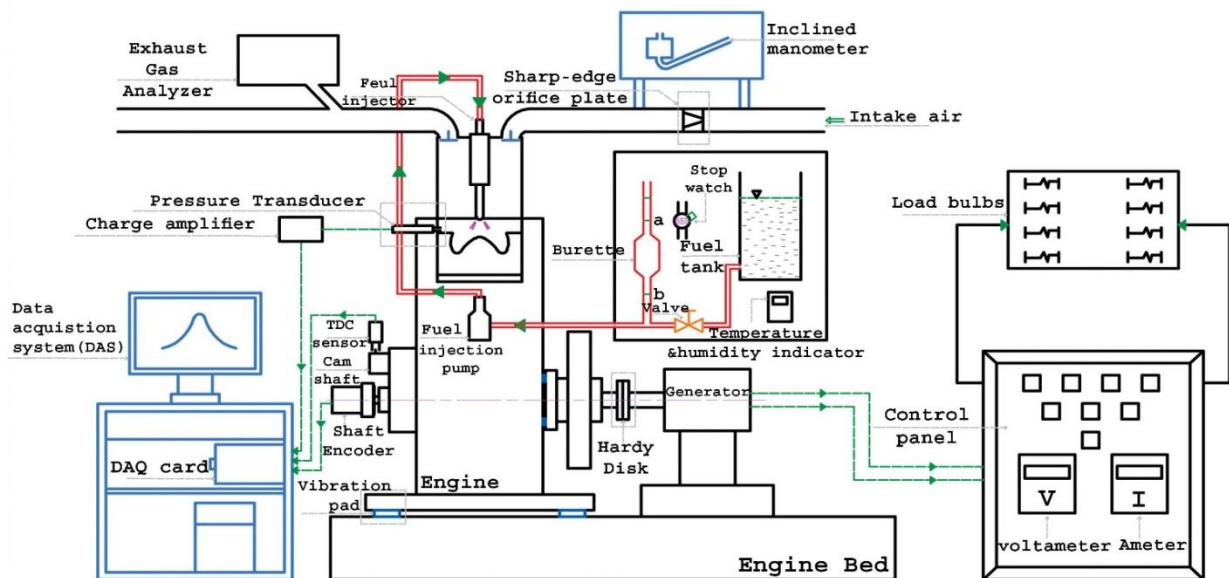 Exhaust
Gas
Analyzer
Feul
injector
Sharp-edge
orifice plate
Inclined
manometer
Intake air
Pressure Transducer
Charge amplifier
Stop
watch
a
Burette
Fuel
tank
b
Valve
Temperature
&humidity indicator
Load bulbs
Data
acquistion
system(DAS)
TDC
sensor
Cam
shaft
Fuel
injection
pump
Shaft
Encoder
Generator
Hardy
Disk
Control
panel
DAQ card
Vibration
pad
Engine
V
I
voltameter
Ameter
Engine Bed